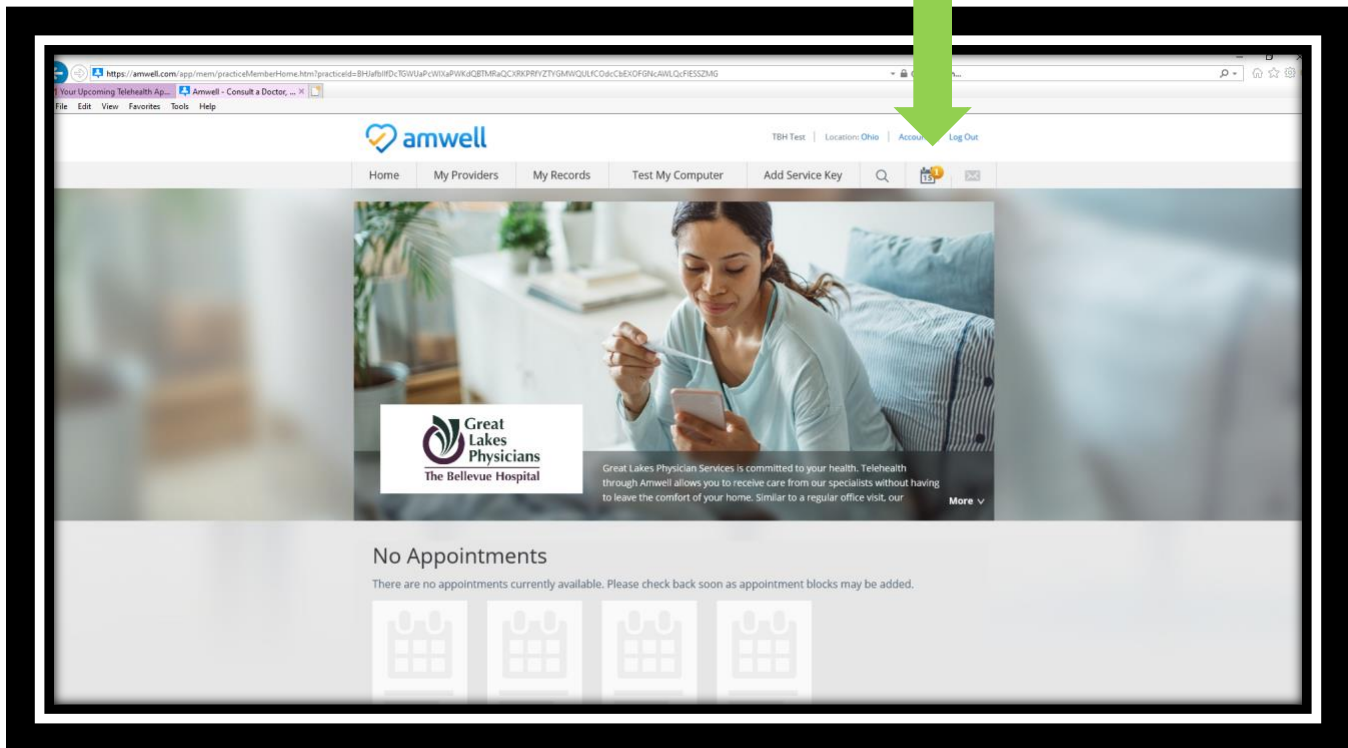 https://amwell.com/app/mem/practiceMemberHome.htm?
Your Upcoming Telehealth Ap... Amwell - Consult a Doctor, ...
File Edit View Favorites Tools Help
amwell
TBH Test | Location: Ohio | Log Out
Home My Providers My Records Test My Computer Add Service Key 15 1
Great
Lakes
Physicians
The Bellevue Hospital
Great Lakes Physician Services is committed to your health. Telehealth
through Amwell allows you to receive care from our specialists without having
to leave the comfort of your home. Similar to a regular office visit, our
More
No Appointments
There are no appointments currently available. Please check back soon as appointment blocks may be added.